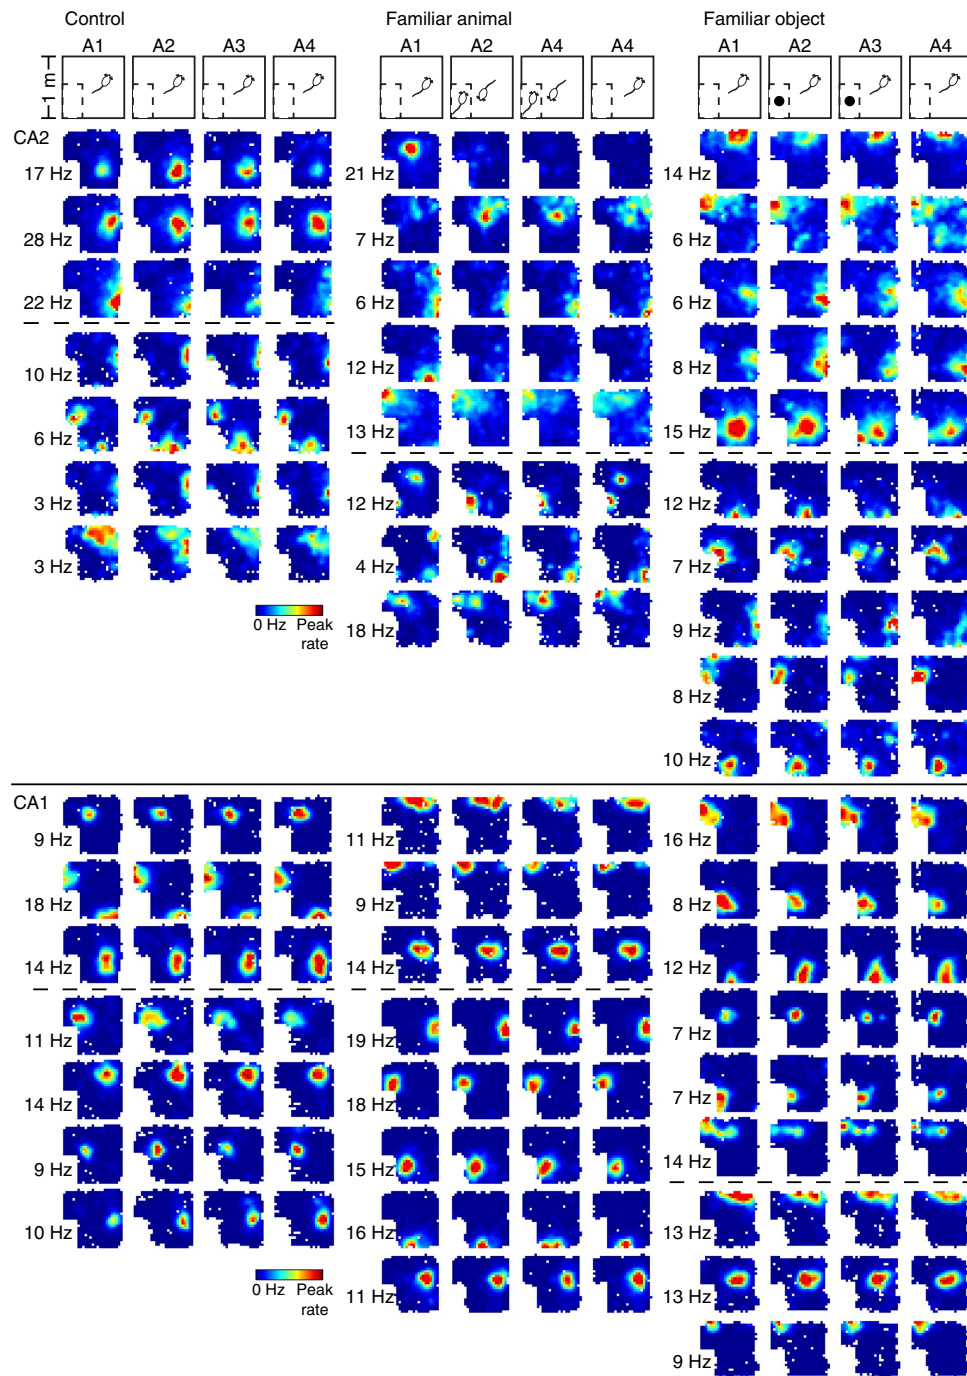 Control Familiar animal Familiar object
A1 A2 A3 A4 A1 A2 A4 A4 A1 A2 A3 A4
1 m
CA2
17 Hz 21 Hz 14 Hz
28 Hz 7 Hz 6 Hz
22 Hz 6 Hz 6 Hz
10 Hz 12 Hz 8 Hz
6 Hz 13 Hz 15 Hz
3 Hz 12 Hz 12 Hz
3 Hz 4 Hz 7 Hz
0 Hz Peak rate 18 Hz 9 Hz
8 Hz
10 Hz
CA1
9 Hz 11 Hz 16 Hz
18 Hz 9 Hz 8 Hz
14 Hz 14 Hz 12 Hz
11 Hz 19 Hz 7 Hz
14 Hz 18 Hz 7 Hz
9 Hz 15 Hz 14 Hz
10 Hz 16 Hz 13 Hz
0 Hz Peak rate 11 Hz 13 Hz
9 Hz